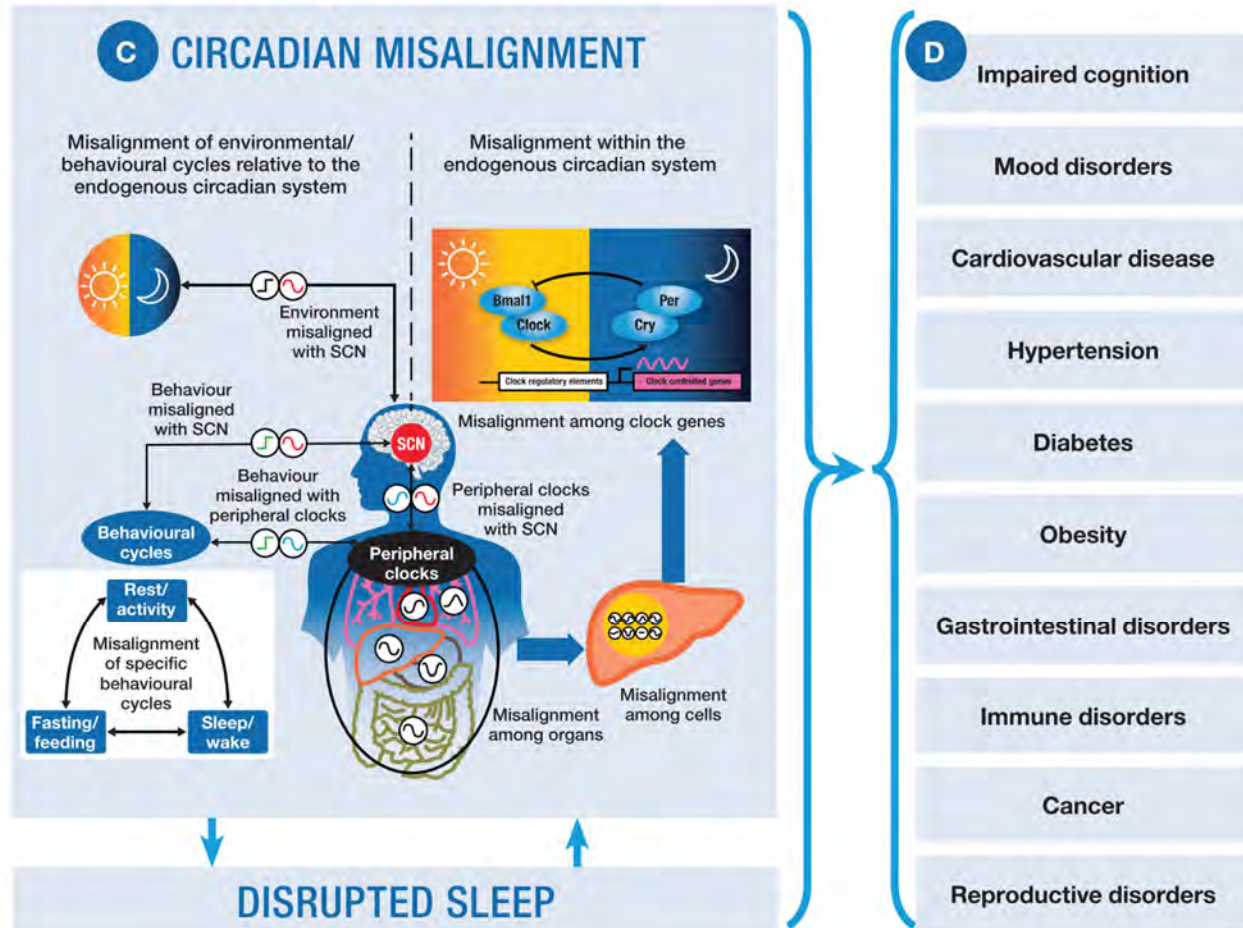 C CIRCADIAN MISALIGNMENT
Misalignment of environmental/
behavioural cycles relative to the
endogenous circadian system
Misalignment within the
endogenous circadian system
Environment
misaligned
with SCN
Bmal1
Clock
Per
Cry
Clock regulatory elements
Clock controlled genes
Misalignment among clock genes
Behaviour
misaligned
with SCN
SCN
Behaviour
misaligned with
peripheral clocks
Peripheral clocks
misaligned
with SCN
Behavioural
cycles
Peripheral
clocks
Rest/
activity
Misalignment
of specific
behavioural
cycles
Fasting/
feeding
Sleep/
wake
Misalignment
among organs
Misalignment
among cells
DISRUPTED SLEEP
D
Impaired cognition
Mood disorders
Cardiovascular disease
Hypertension
Diabetes
Obesity
Gastrointestinal disorders
Immune disorders
Cancer
Reproductive disorders